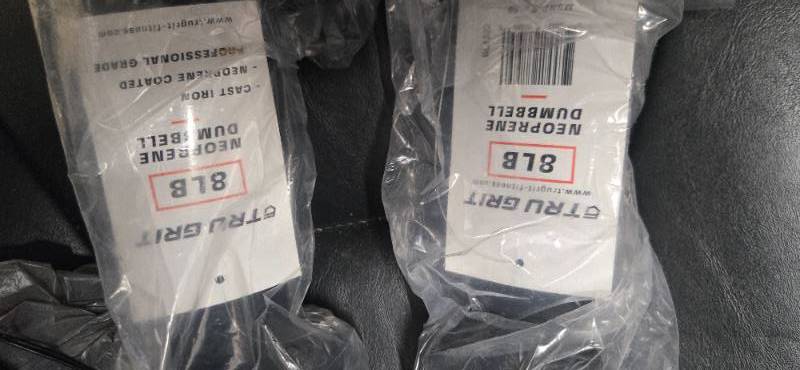 TRU GRIT
www.trugrit-fitness.com
8LB
NEOPRENE
DUMBBELL
TRU GRIT
8LB
NEOPRENE
DUMBBELL
- CAST IRON
- NEOPRENE COATED
- PROFESSIONAL GRADE
www.trugrit-fitness.com